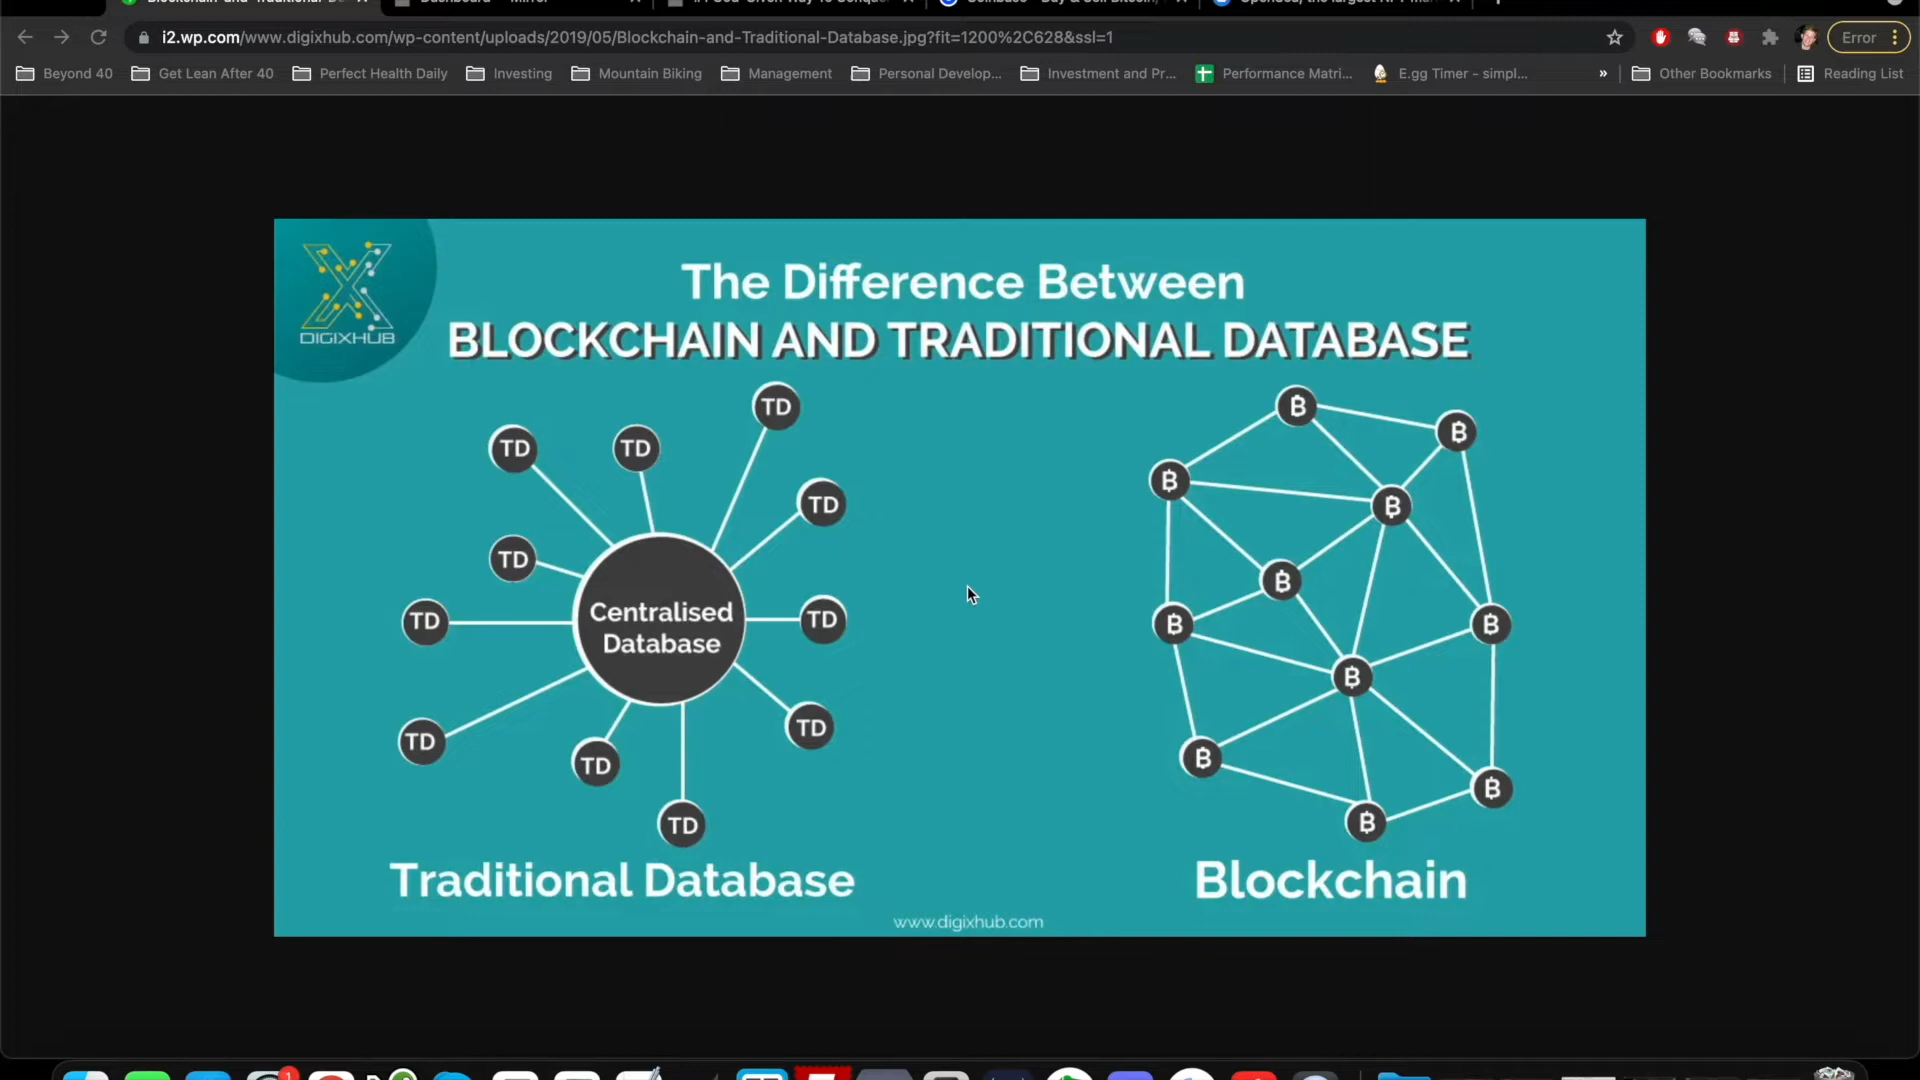 Dashboard – Mirror
i2.wp.com/www.digixhub.com/wp-content/uploads/2019/05/Blockchain-and-Traditional-Database.jpg?fit=1200%2C628&ssl=1
Error
Beyond 40
Get Lean After 40
Perfect Health Daily
Investing
Mountain Biking
Management
Personal Develop...
Investment and Pr...
Performance Matri...
E.gg Timer - simpl...
»
Other Bookmarks
Reading List
DIGIXHUB
The Difference Between
BLOCKCHAIN AND TRADITIONAL DATABASE
TD
TD
TD
TD
TD
TD
TD
TD
TD
TD
TD
Centralised
Database
₿
₿
₿
₿
₿
₿
₿
₿
₿
₿
₿
Traditional Database
Blockchain
www.digixhub.com
1